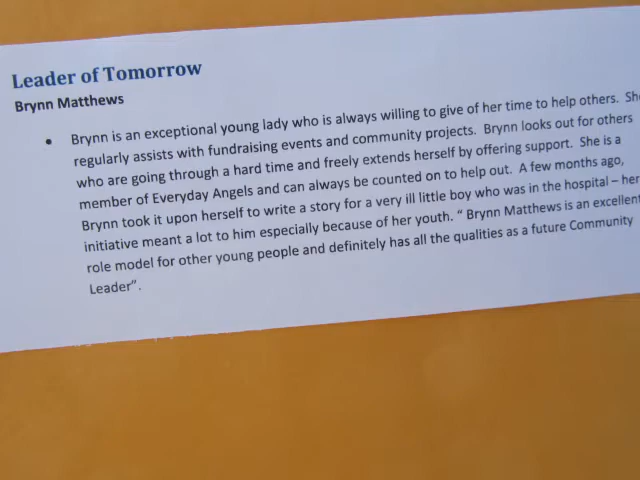 Leader of Tomorrow
Brynn Matthews
• Brynn is an exceptional young lady who is always willing to give of her time to help others. She
regularly assists with fundraising events and community projects. Brynn looks out for others
who are going through a hard time and freely extends herself by offering support. She is a
member of Everyday Angels and can always be counted on to help out. A few months ago,
Brynn took it upon herself to write a story for a very ill little boy who was in the hospital – her
initiative meant a lot to him especially because of her youth. “ Brynn Matthews is an excellent
role model for other young people and definitely has all the qualities as a future Community
Leader”.